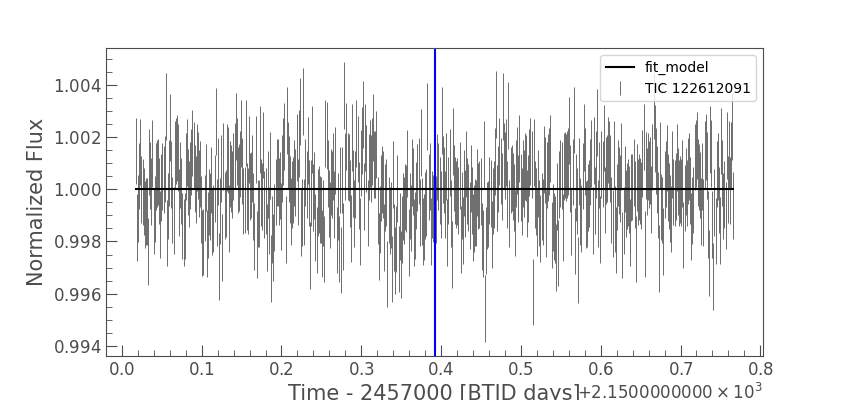 fit_model
TIC 122612091
1.004
1.002
1.000
0.998
0.996
0.994
Normalized Flux
0.0 0.1 0.2 0.3 0.4 0.5 0.6 0.7 0.8
Time - 2457000 [BTJD days]
+2.1500000000 × 10³